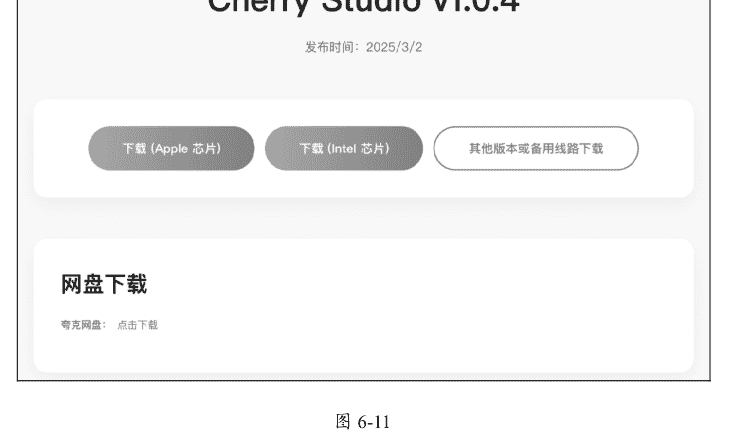 Cherry Studio v1.0.4
发布时间：2025/3/2
下载 (Apple 芯片)
下载 (Intel 芯片)
其他版本或备用线路下载
网盘下载
夸克网盘： 点击下载
图 6-11